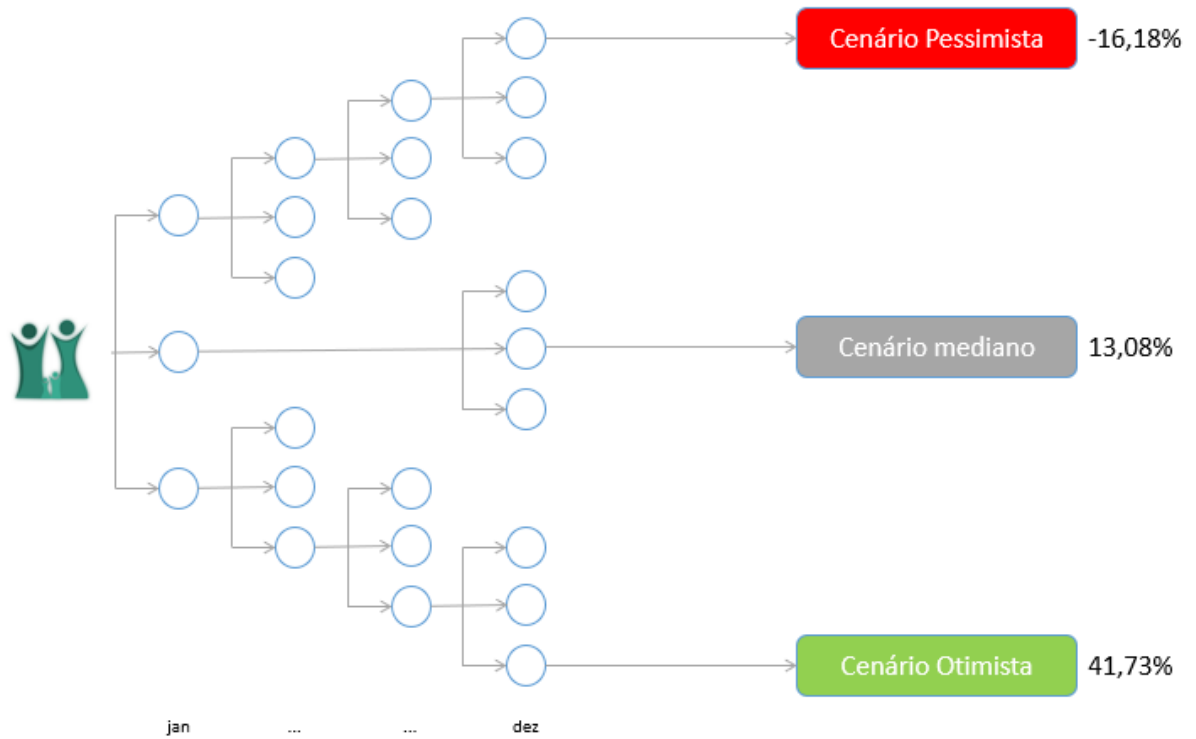 Cenário Pessimista -16,18%
Cenário mediano 13,08%
Cenário Otimista 41,73%
jan ... ... dez